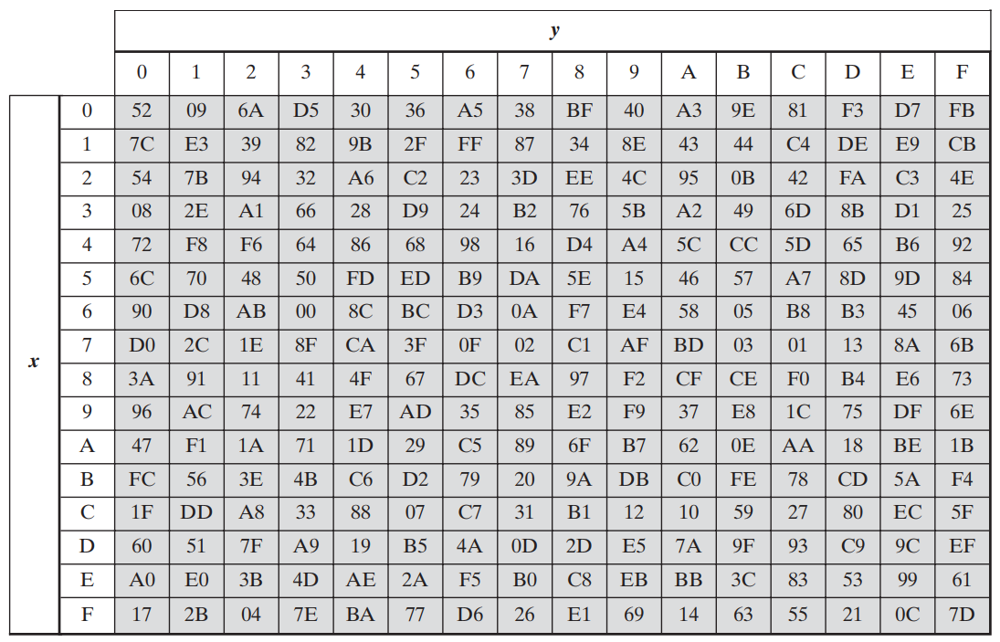 y
0 1 2 3 4 5 6 7 8 9 A B C D E F
0 52 09 6A D5 30 36 A5 38 BF 40 A3 9E 81 F3 D7 FB
1 7C E3 39 82 9B 2F FF 87 34 8E 43 44 C4 DE E9 CB
2 54 7B 94 32 A6 C2 23 3D EE 4C 95 0B 42 FA C3 4E
3 08 2E A1 66 28 D9 24 B2 76 5B A2 49 6D 8B D1 25
4 72 F8 F6 64 86 68 98 16 D4 A4 5C CC 5D 65 B6 92
5 6C 70 48 50 FD ED B9 DA 5E 15 46 57 A7 8D 9D 84
6 90 D8 AB 00 8C BC D3 0A F7 E4 58 05 B8 B3 45 06
7 D0 2C 1E 8F CA 3F 0F 02 C1 AF BD 03 01 13 8A 6B
x
8 3A 91 11 41 4F 67 DC EA 97 F2 CF CE F0 B4 E6 73
9 96 AC 74 22 E7 AD 35 85 E2 F9 37 E8 1C 75 DF 6E
A 47 F1 1A 71 1D 29 C5 89 6F B7 62 0E AA 18 BE 1B
B FC 56 3E 4B C6 D2 79 20 9A DB C0 FE 78 CD 5A F4
C 1F DD A8 33 88 07 C7 31 B1 12 10 59 27 80 EC 5F
D 60 51 7F A9 19 B5 4A 0D 2D E5 7A 9F 93 C9 9C EF
E A0 E0 3B 4D AE 2A F5 B0 C8 EB BB 3C 83 53 99 61
F 17 2B 04 7E BA 77 D6 26 E1 69 14 63 55 21 0C 7D